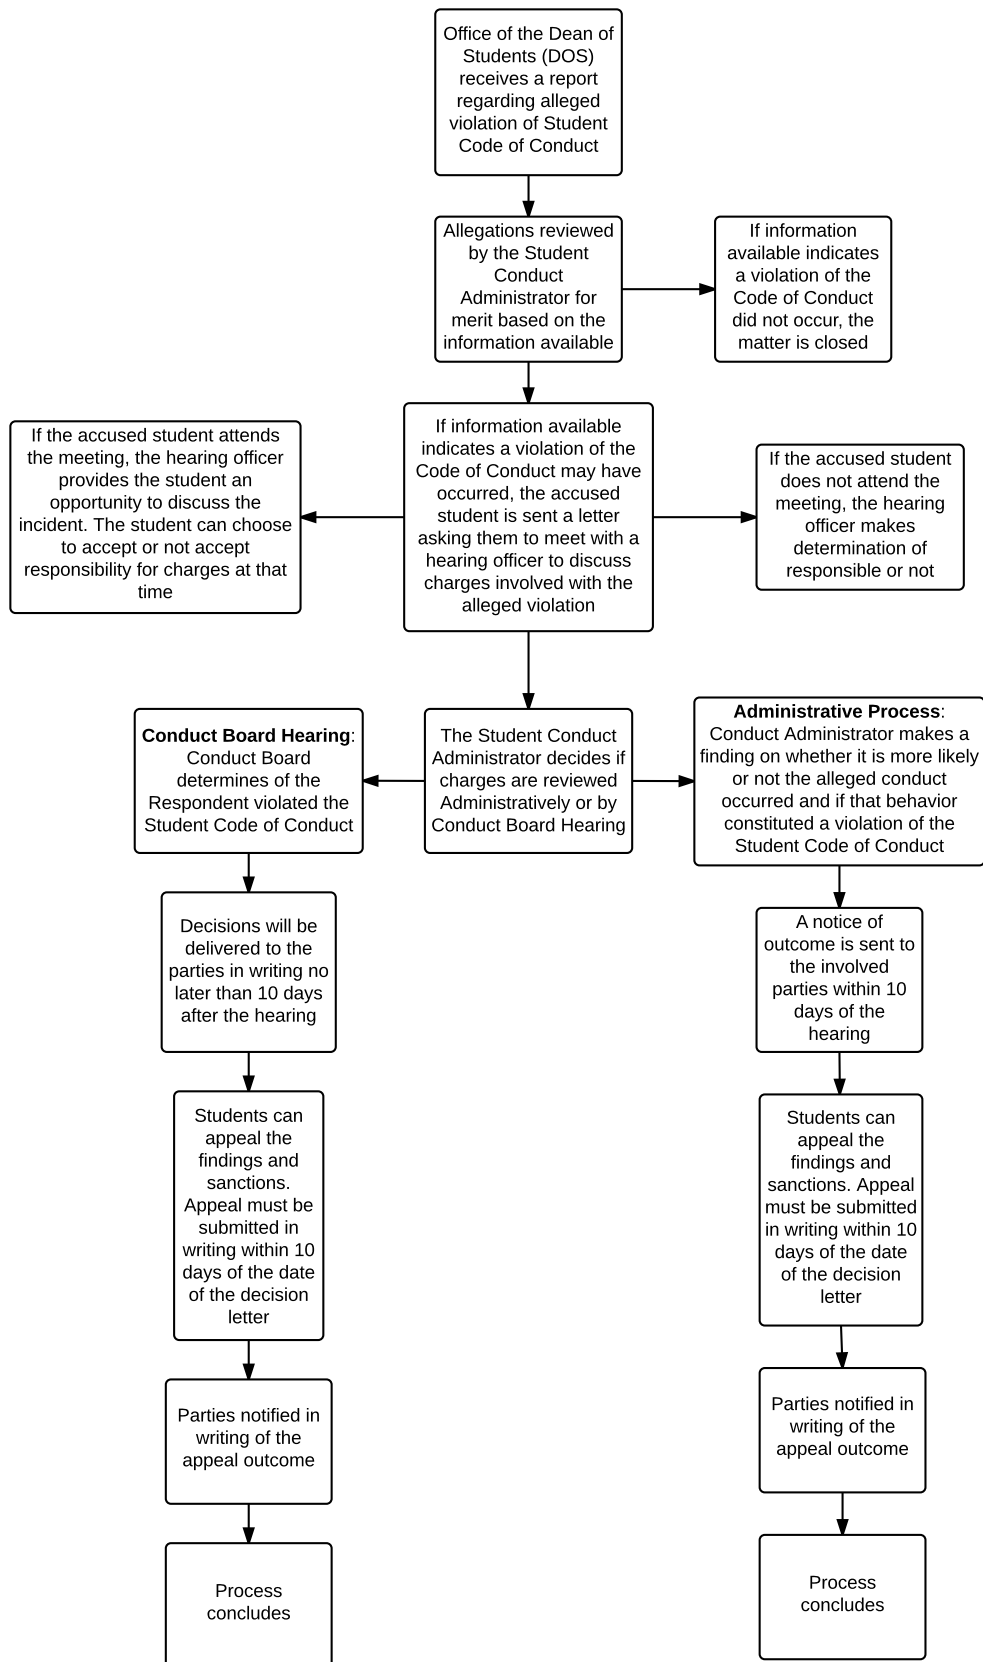 Office of the Dean of
Students (DOS)
receives a report
regarding alleged
violation of Student
Code of Conduct
Allegations reviewed
by the Student
Conduct
Administrator for
merit based on the
information available
If information
available indicates
a violation of the
Code of Conduct
did not occur, the
matter is closed
If the accused student attends
the meeting, the hearing officer
provides the student an
opportunity to discuss the
incident. The student can choose
to accept or not accept
responsibility for charges at that
time
If information available
indicates a violation of the
Code of Conduct may have
occurred, the accused
student is sent a letter
asking them to meet with a
hearing officer to discuss
charges involved with the
alleged violation
If the accused student
does not attend the
meeting, the hearing
officer makes
determination of
responsible or not
Conduct Board Hearing:
Conduct Board
determines of the
Respondent violated the
Student Code of Conduct
The Student Conduct
Administrator decides if
charges are reviewed
Administratively or by
Conduct Board Hearing
Administrative Process:
Conduct Administrator makes a
finding on whether it is more likely
or not the alleged conduct
occurred and if that behavior
constituted a violation of the
Student Code of Conduct
Decisions will be
delivered to the
parties in writing no
later than 10 days
after the hearing
A notice of
outcome is sent to
the involved
parties within 10
days of the
hearing
Students can
appeal the
findings and
sanctions.
Appeal must be
submitted in
writing within 10
days of the date
of the decision
letter
Students can
appeal the
findings and
sanctions. Appeal
must be submitted
in writing within 10
days of the date
of the decision
letter
Parties notified in
writing of the
appeal outcome
Parties notified in
writing of the
appeal outcome
Process
concludes
Process
concludes